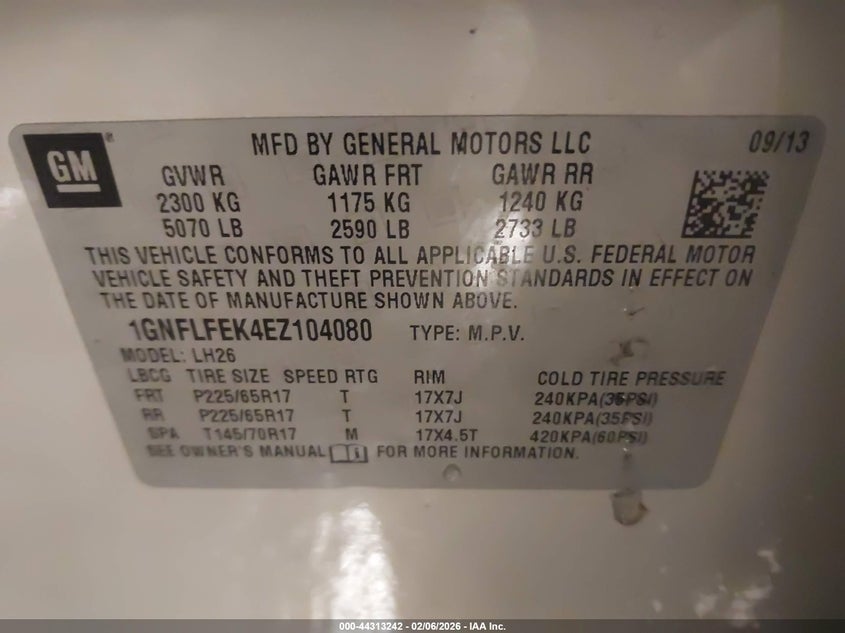 GM® MFD BY GENERAL MOTORS LLC 09/13
GVWR GAWR FRT GAWR RR
2300 KG 1175 KG 1240 KG
5070 LB 2590 LB 2733 LB
THIS VEHICLE CONFORMS TO ALL APPLICABLE U.S. FEDERAL MOTOR
VEHICLE SAFETY AND THEFT PREVENTION STANDARDS IN EFFECT ON
THE DATE OF MANUFACTURE SHOWN ABOVE.
1GNFLFEK4EZ104080 TYPE: M.P.V.
MODEL: LH26
LBCG TIRE SIZE SPEED RTG RIM COLD TIRE PRESSURE
FRT P225/65R17 T 17X7J 240KPA(35PSI)
RR P225/65R17 T 17X7J 240KPA(35PSI)
SPA T145/70R17 M 17X4.5T 420KPA(60PSI)
SEE OWNER'S MANUAL FOR MORE INFORMATION.
000-44313242 - 02/06/2026 - IAA Inc.